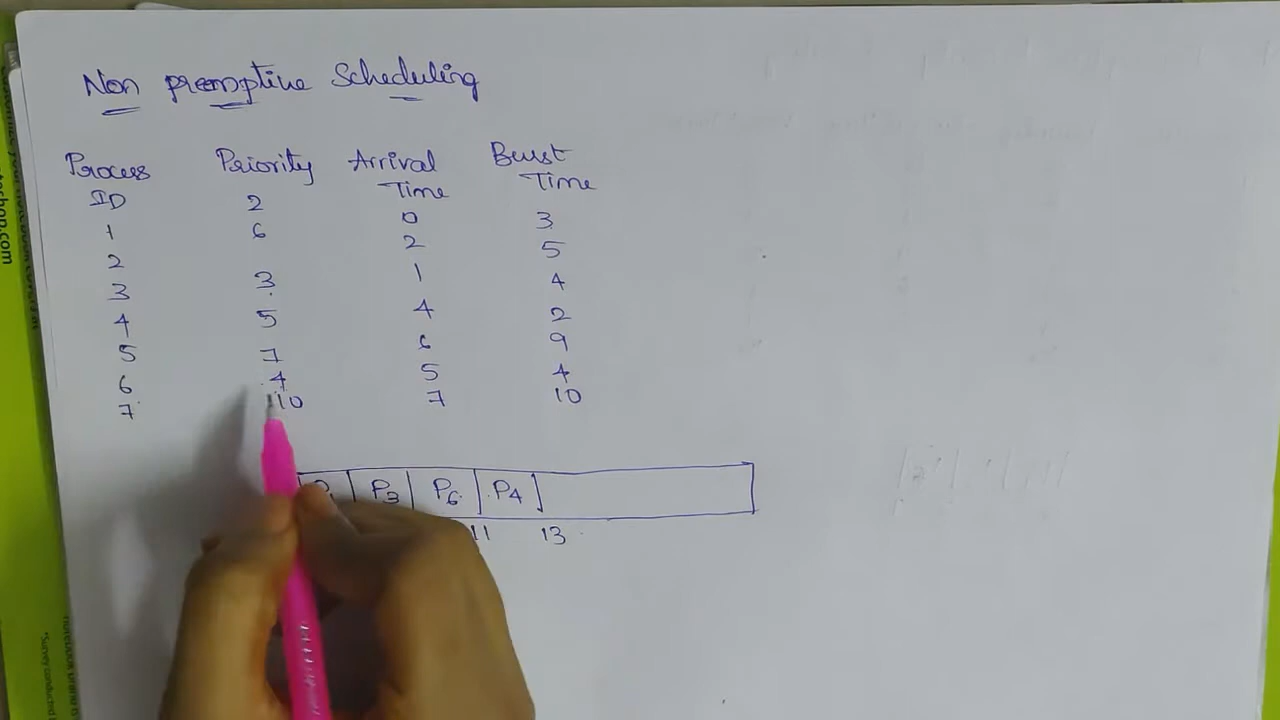 Non premptive Scheduling
Process Priority Arrival Burst
ID Time Time
2 0 3
1 6 2 5
2
3 3 1 4
4 5 4 2
5 7 6 9
6 4 5 4
7 10 7 10
P3 P6 P4
11 13